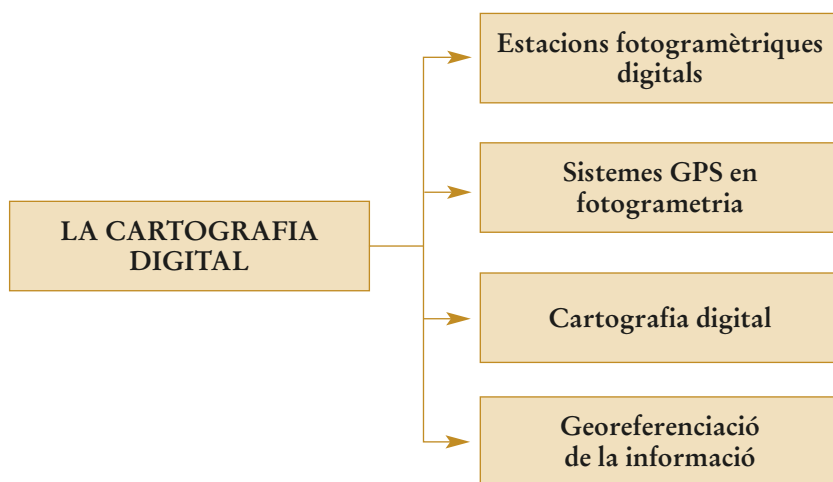 Estacions fotogramètriques
digitals
Sistemes GPS en
fotogrametria
LA CARTOGRAFIA
DIGITAL
Cartografia digital
Georeferenciació
de la informació